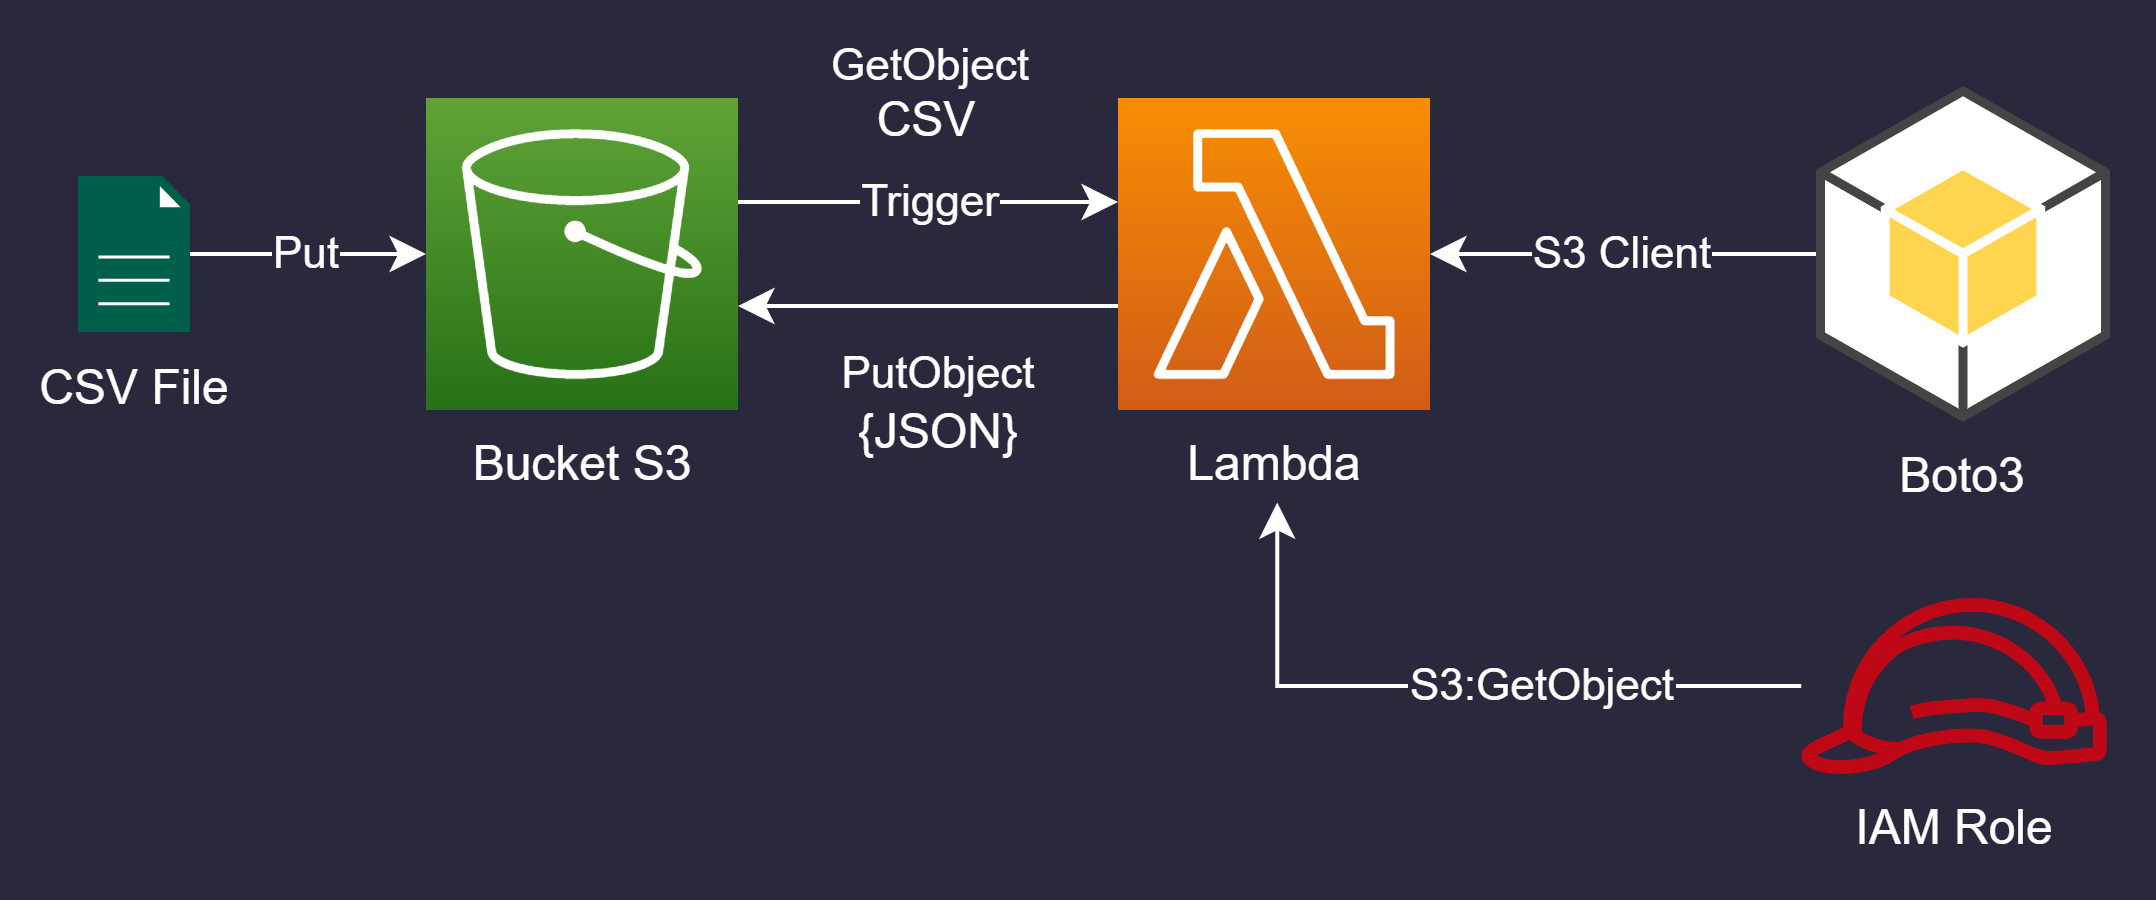 GetObject
CSV
Trigger
Put
S3 Client
CSV File
PutObject
{JSON}
Bucket S3
Lambda
Boto3
S3:GetObject
IAM Role